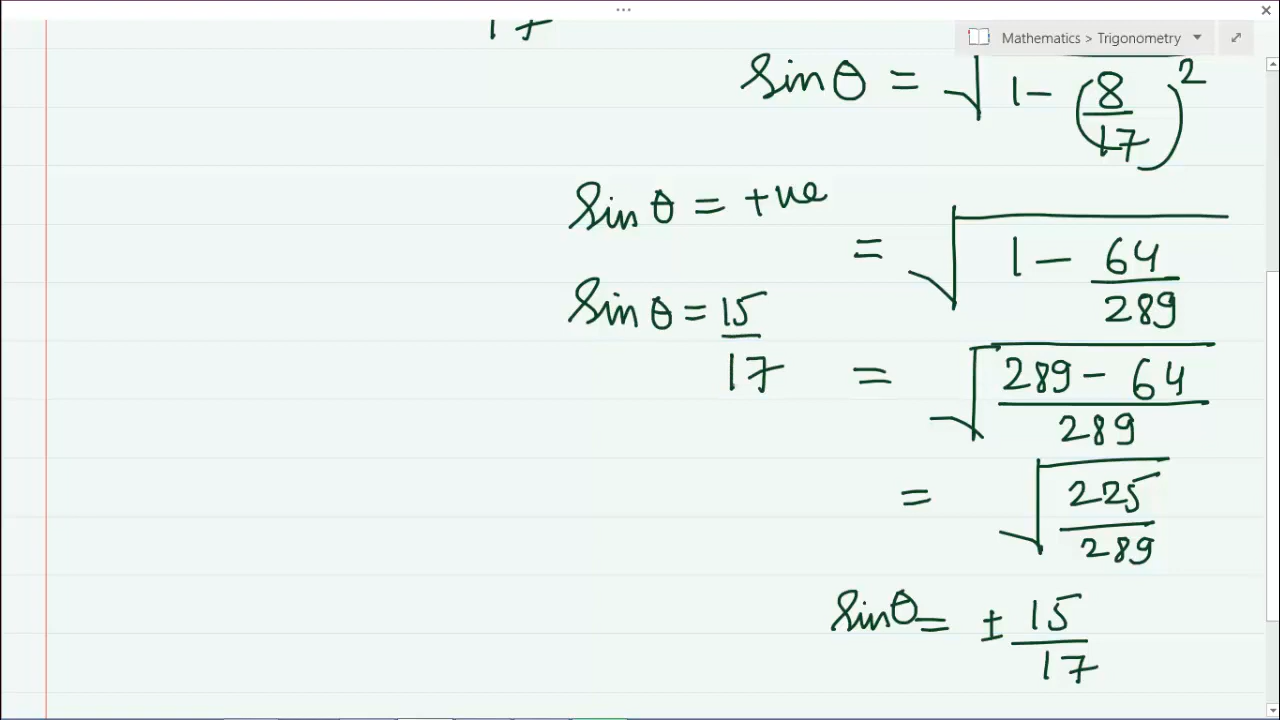 Mathematics > Trigonometry
17
sinθ = √(1 - (8/17)²)
sinθ = +ve
= √(1 - 64/289)
sinθ = 15/17
= √((289 - 64)/289)
= √(225/289)
sinθ = ± 15/17